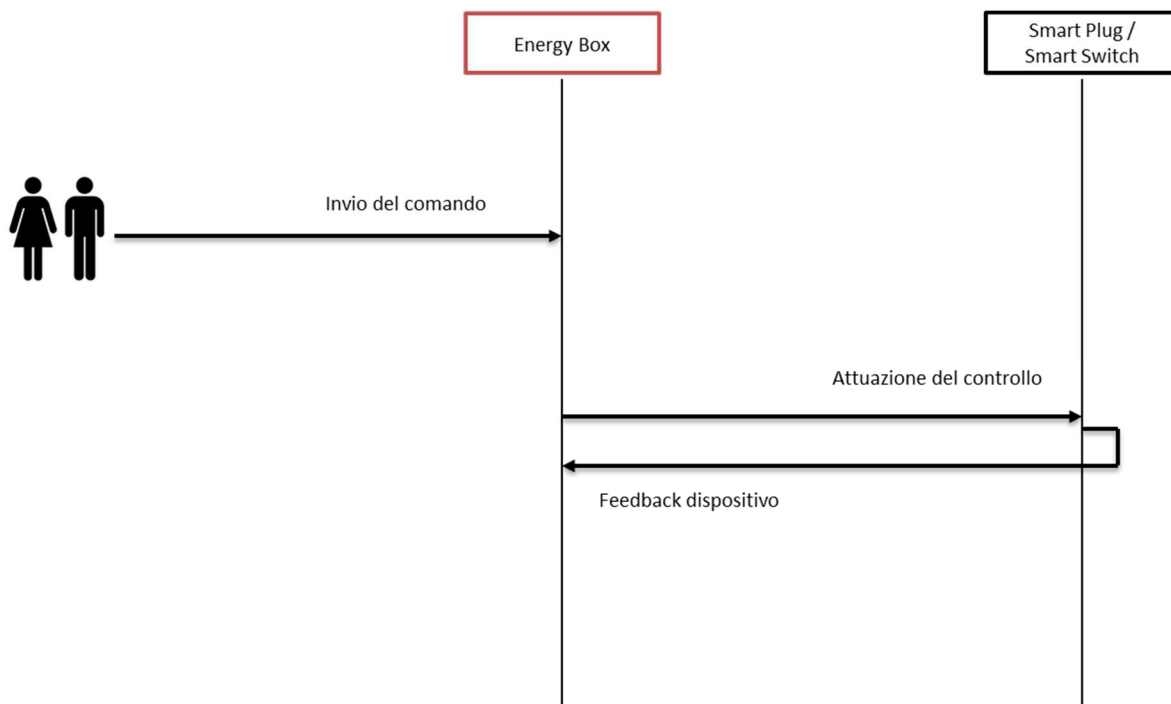 Energy Box
Smart Plug /
Smart Switch
Invio del comando
Attuazione del controllo
Feedback dispositivo